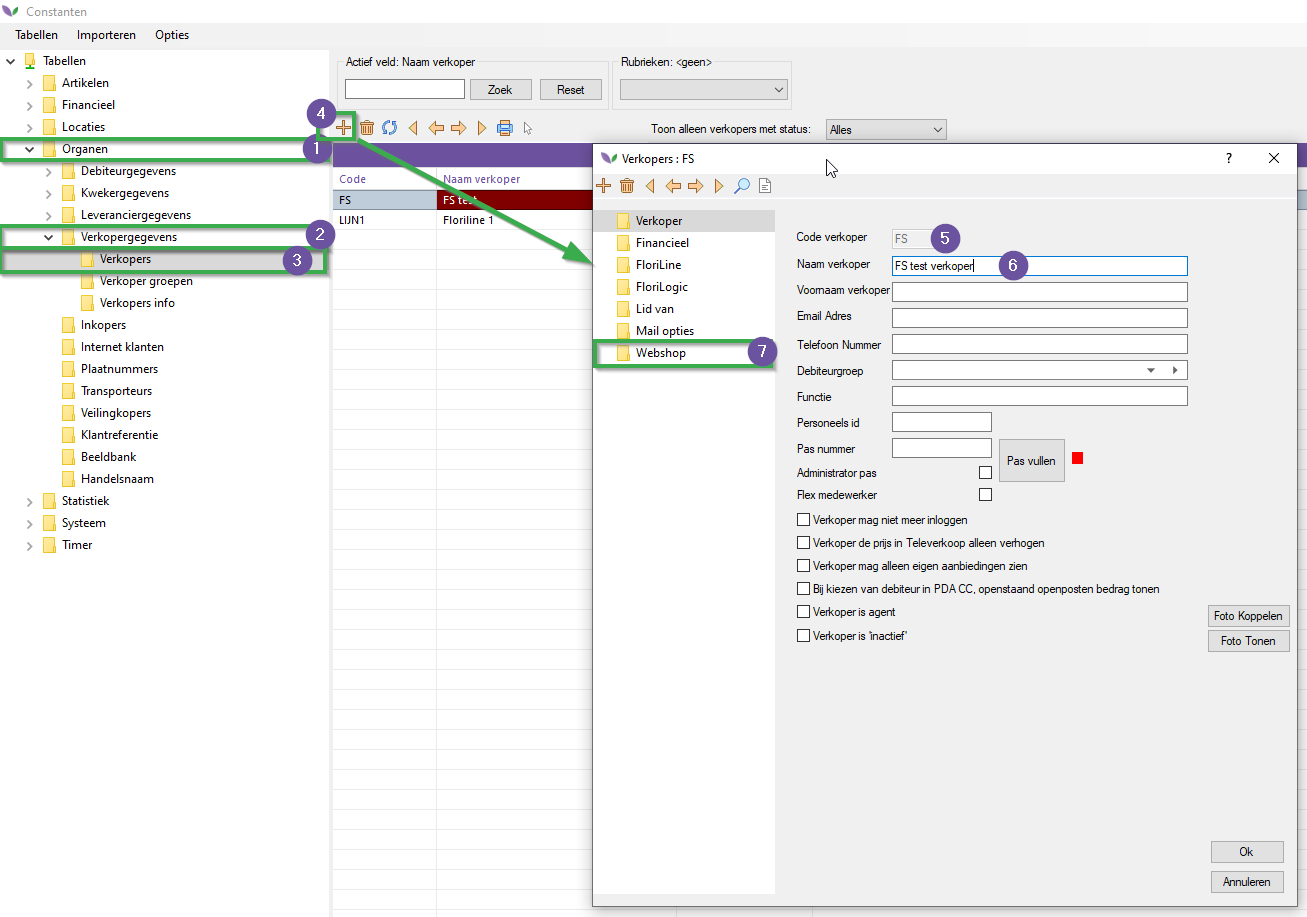 Constanten
Tabellen Importeren Opties
Tabellen
Artikelen
Financieel
Locaties
Organen 1
Debiteurgegevens
Kwekergegevens
Leveranciergegevens
Verkopergegevens 2
Verkopers 3
Verkoper groepen
Verkopers info
Inkopers
Internet klanten
Plaatnummers
Transporteurs
Veilingkopers
Klantreferentie
Beeldbank
Handelsnaam
Statistiek
Systeem
Timer
Actief veld: Naam verkoper
Zoek Reset
Rubrieken: <geen>
4
Toon alleen verkopers met status: Alles
Code Naam verkoper
FS FS test
LIJN1 Floriline 1
Verkopers : FS ?
Verkoper
Financieel
FloriLine
FloriLogic
Lid van
Mail opties
Webshop 7
Code verkoper FS 5
Naam verkoper FS test verkoper 6
Voornaam verkoper
Email Adres
Telefoon Nummer
Debiteurgroep
Functie
Personeels id
Pas nummer
Pas vullen
Administrator pas
Flex medewerker
Verkoper mag niet meer inloggen
Verkoper de prijs in Televerkoop alleen verhogen
Verkoper mag alleen eigen aanbiedingen zien
Bij kiezen van debiteur in PDA CC, openstaand openposten bedrag tonen
Verkoper is agent
Verkoper is 'inactief'
Foto Koppelen
Foto Tonen
Ok
Annuleren